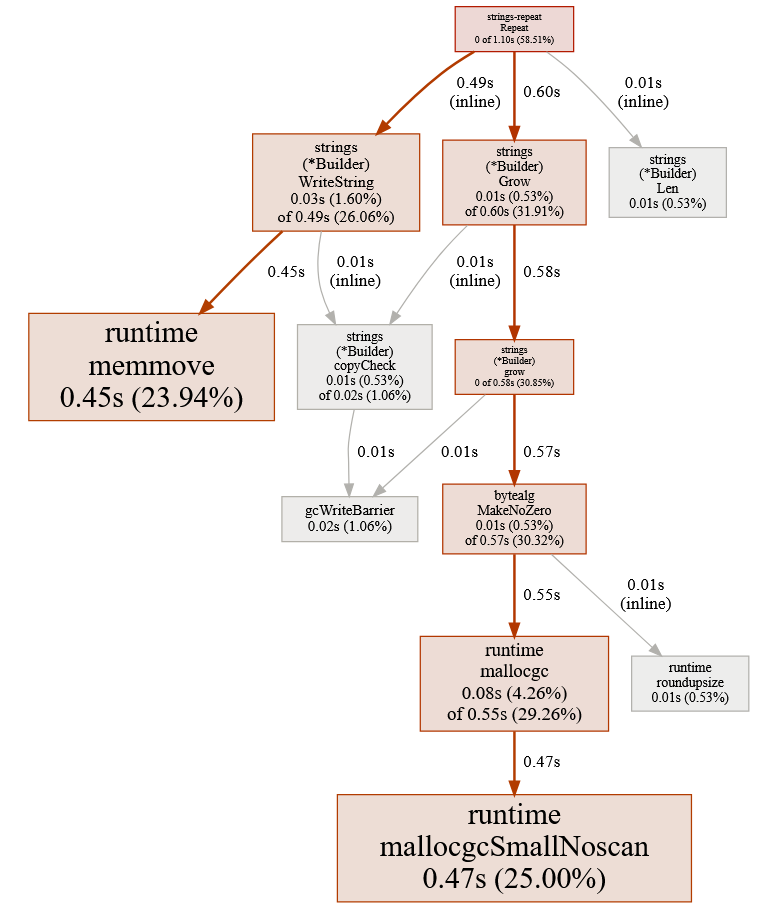 strings-repeat
Repeat
0 of 1.10s (58.51%)
0.49s
(inline)
0.60s
0.01s
(inline)
strings
(*Builder)
WriteString
0.03s (1.60%)
of 0.49s (26.06%)
strings
(*Builder)
Grow
0.01s (0.53%)
of 0.60s (31.91%)
strings
(*Builder)
Len
0.01s (0.53%)
0.45s
0.01s
(inline)
0.01s
(inline)
0.58s
runtime
memmove
0.45s (23.94%)
strings
(*Builder)
copyCheck
0.01s (0.53%)
of 0.02s (1.06%)
strings
(*Builder)
grow
0 of 0.58s (30.85%)
0.01s
0.01s
0.57s
gcWriteBarrier
0.02s (1.06%)
bytealg
MakeNoZero
0.01s (0.53%)
of 0.57s (30.32%)
0.55s
0.01s
(inline)
runtime
mallocgc
0.08s (4.26%)
of 0.55s (29.26%)
runtime
roundupsize
0.01s (0.53%)
0.47s
runtime
mallocgcSmallNoscan
0.47s (25.00%)